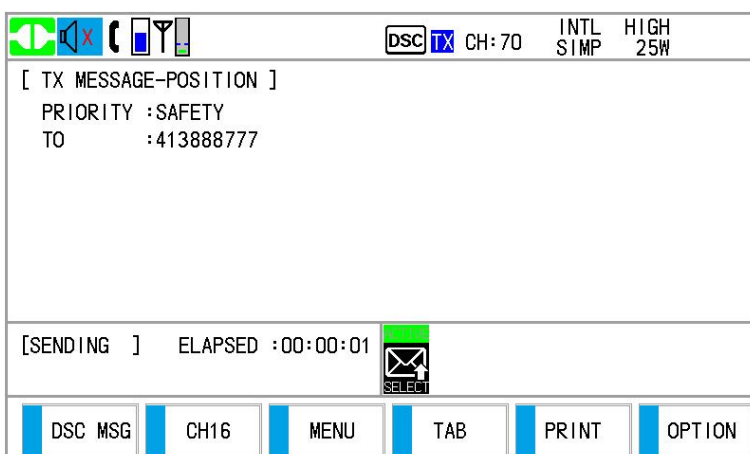 DSC TX CH:70 INTL SIMP HIGH 25W
[ TX MESSAGE-POSITION ]
PRIORITY :SAFETY
TO :413888777
[SENDING ] ELAPSED :00:00:01
SELECT
DSC MSG CH16 MENU TAB PRINT OPTION